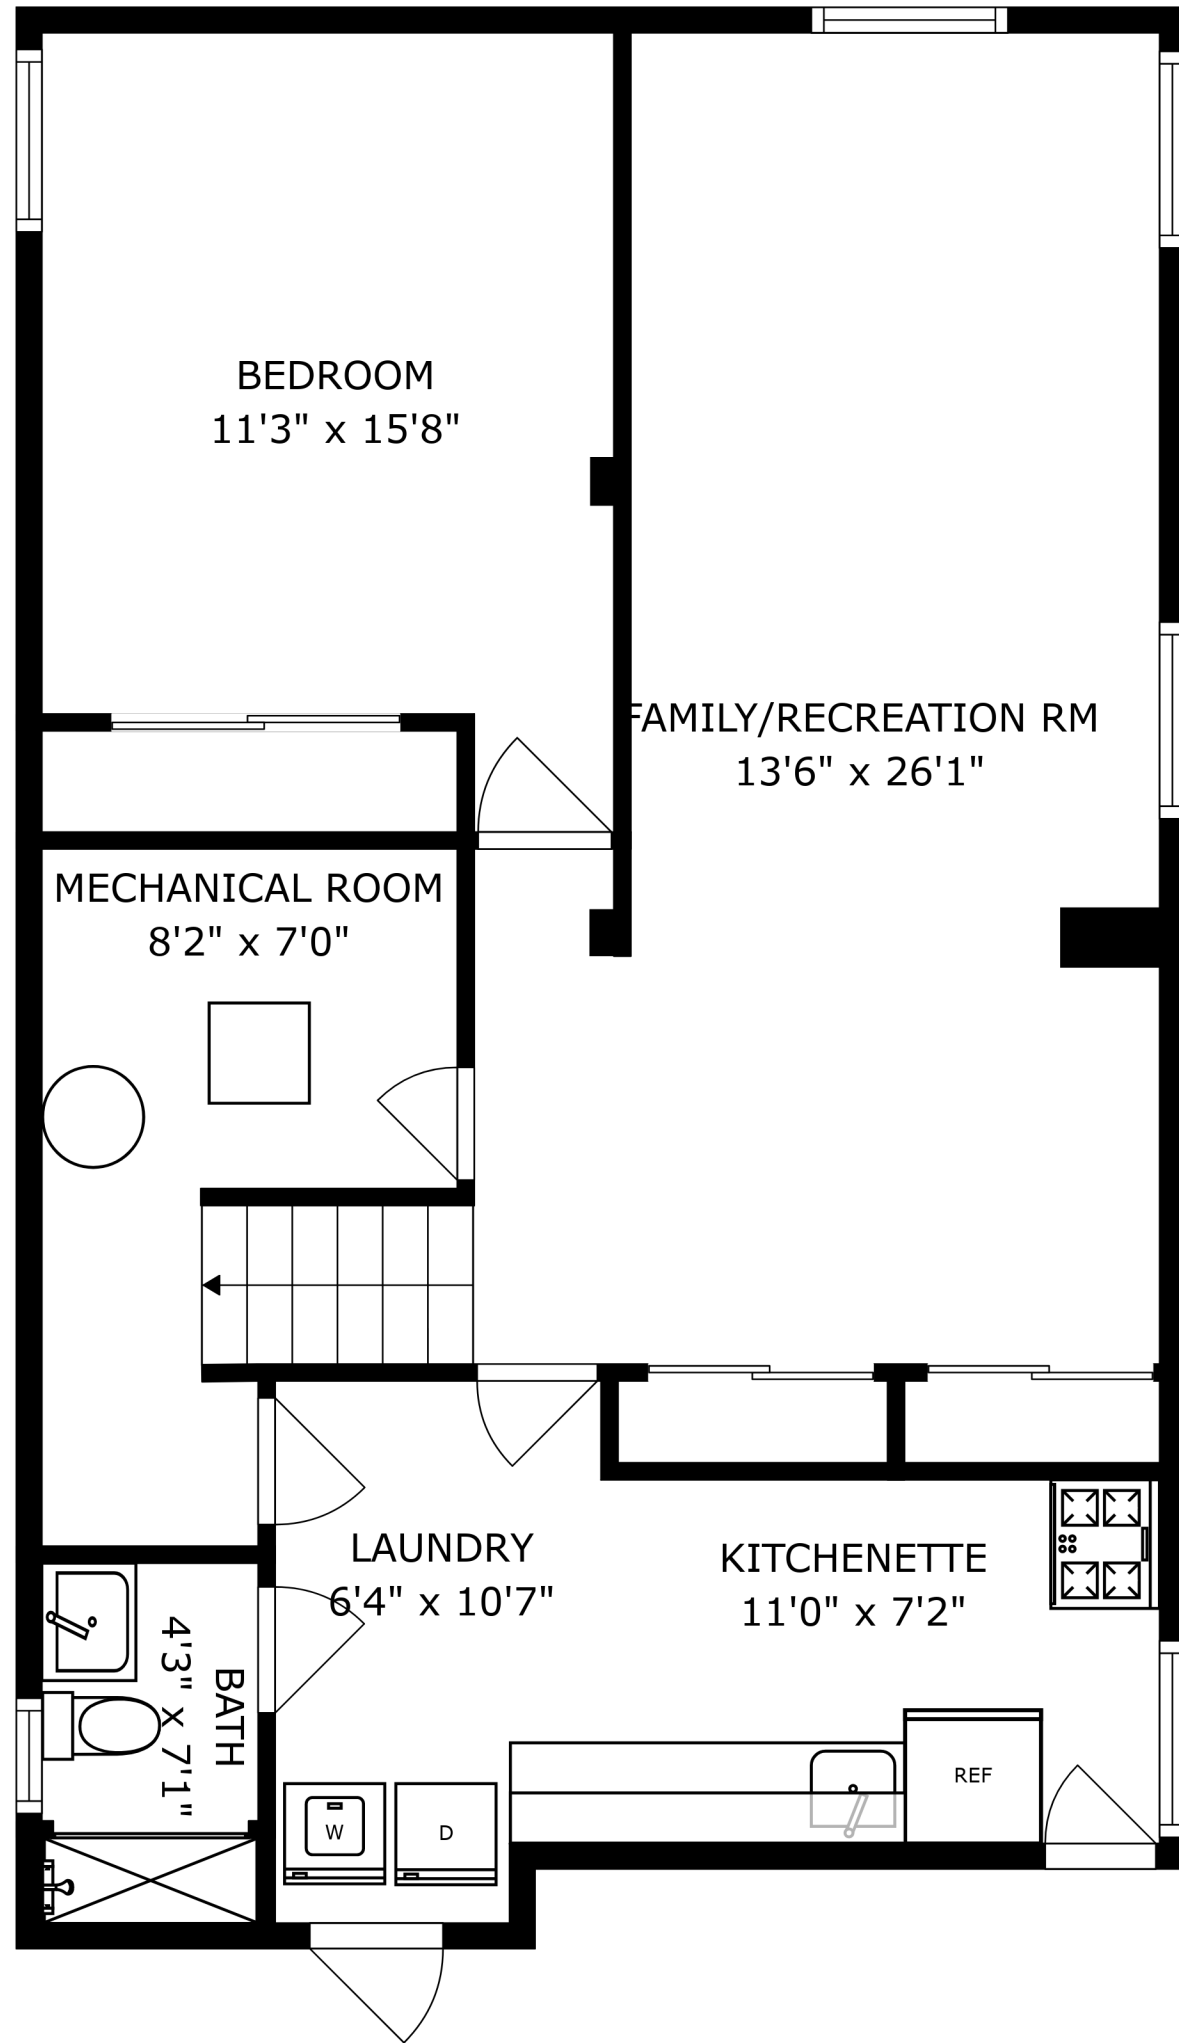 BEDROOM
11'3" x 15'8"
FAMILY/RECREATION RM
13'6" x 26'1"
MECHANICAL ROOM
8'2" x 7'0"
LAUNDRY
6'4" x 10'7"
KITCHENETTE
11'0" x 7'2"
BATH
4'3" x 7'1"
REF
W
D